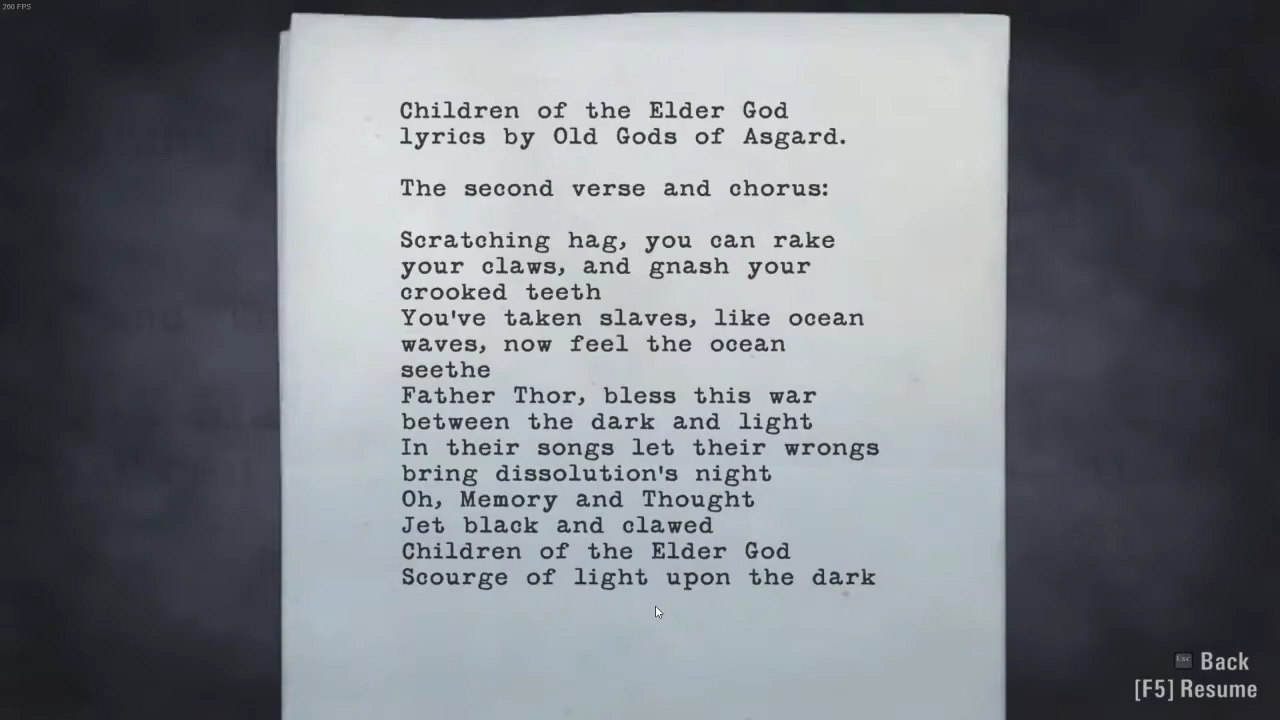 200 FPS
Children of the Elder God
lyrics by Old Gods of Asgard.
The second verse and chorus:
Scratching hag, you can rake
your claws, and gnash your
crooked teeth
You've taken slaves, like ocean
waves, now feel the ocean
seethe
Father Thor, bless this war
between the dark and light
In their songs let their wrongs
bring dissolution's night
Oh, Memory and Thought
Jet black and clawed
Children of the Elder God
Scourge of light upon the dark
Esc Back
[F5] Resume